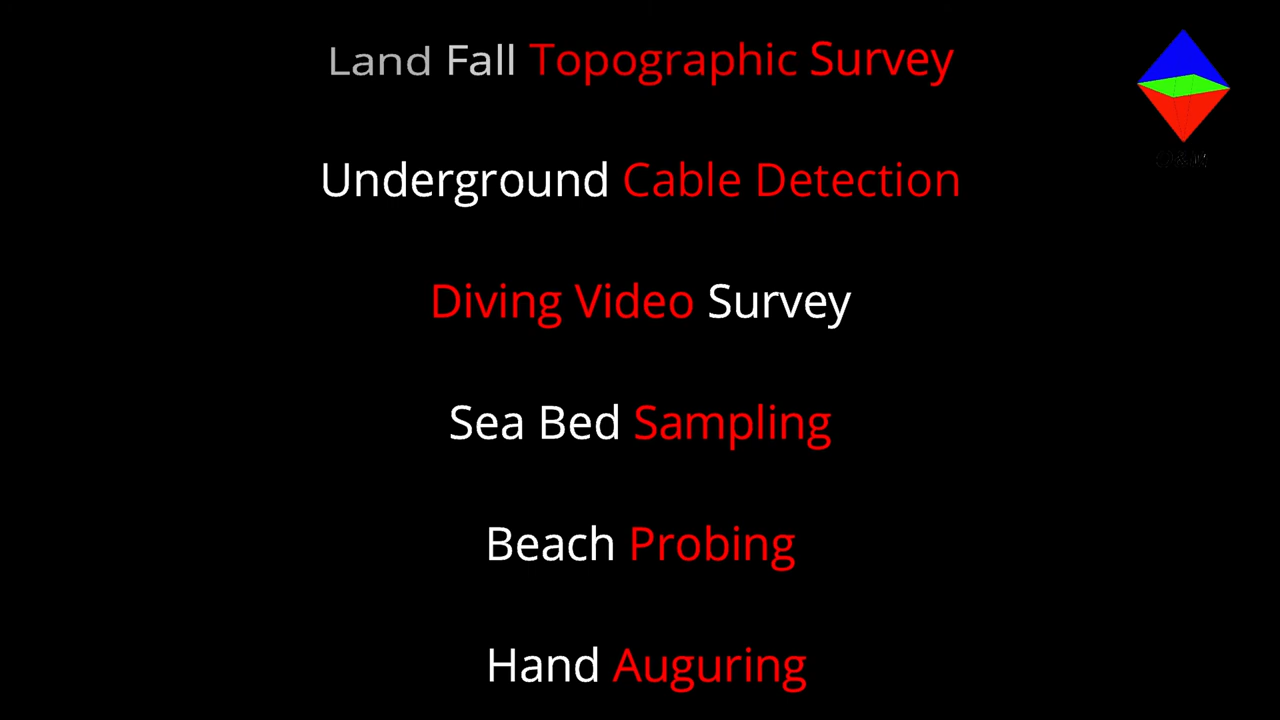 Land Fall Topographic Survey
Underground Cable Detection
Diving Video Survey
Sea Bed Sampling
Beach Probing
Hand Auguring